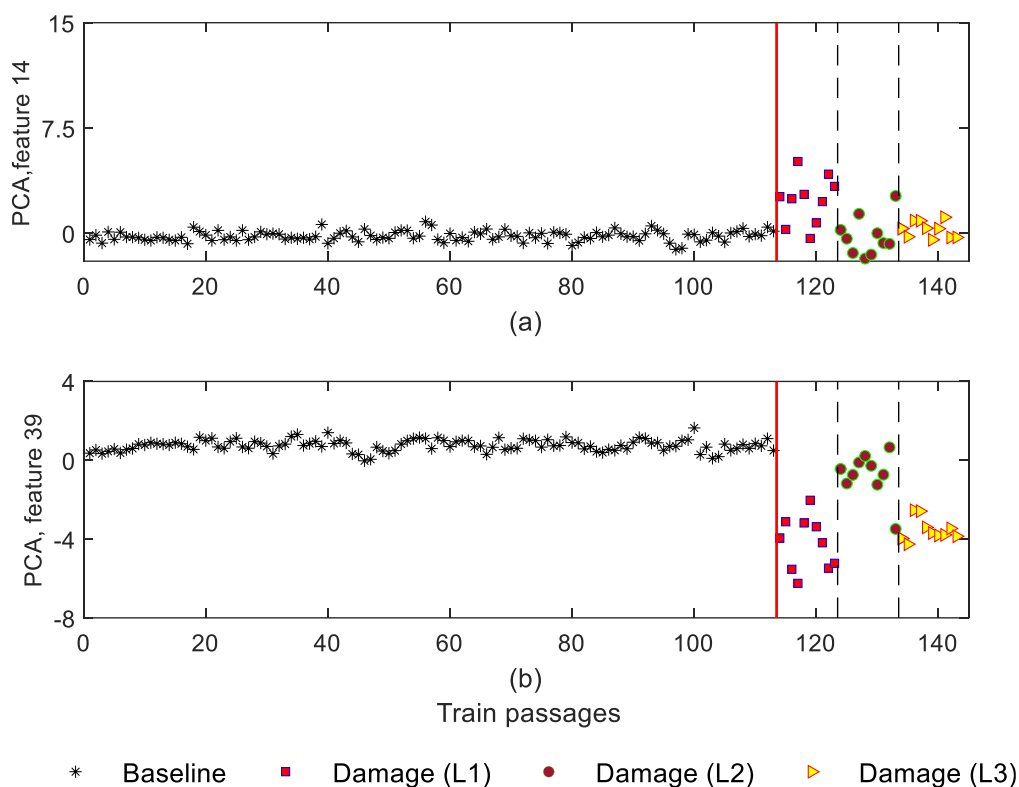 PCA,feature 14
15
7.5
0
0 20 40 60 80 100 120 140
(a)
PCA, feature 39
4
0
-4
-8
0 20 40 60 80 100 120 140
(b)
Train passages
Baseline Damage (L1) Damage (L2) Damage (L3)